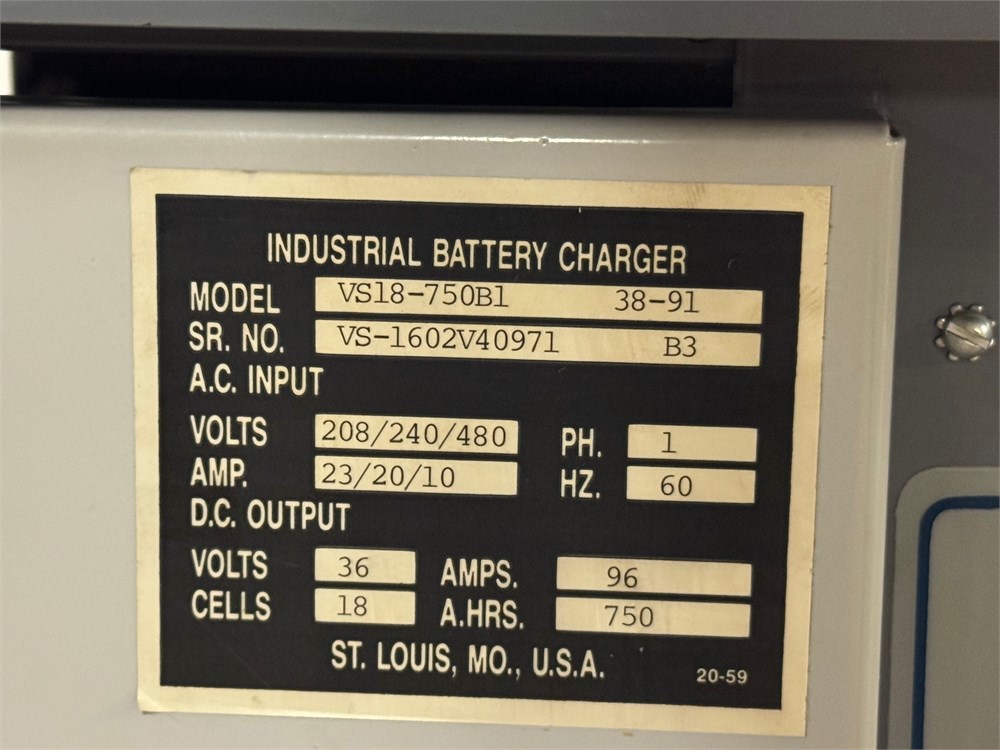 INDUSTRIAL BATTERY CHARGER
MODEL VS18-750B1 38-91
SR. NO. VS-1602V40971 B3
A.C. INPUT
VOLTS 208/240/480 PH. 1
AMP. 23/20/10 HZ. 60
D.C. OUTPUT
VOLTS 36 AMPS. 96
CELLS 18 A.HRS. 750
ST. LOUIS, MO., U.S.A. 20-59